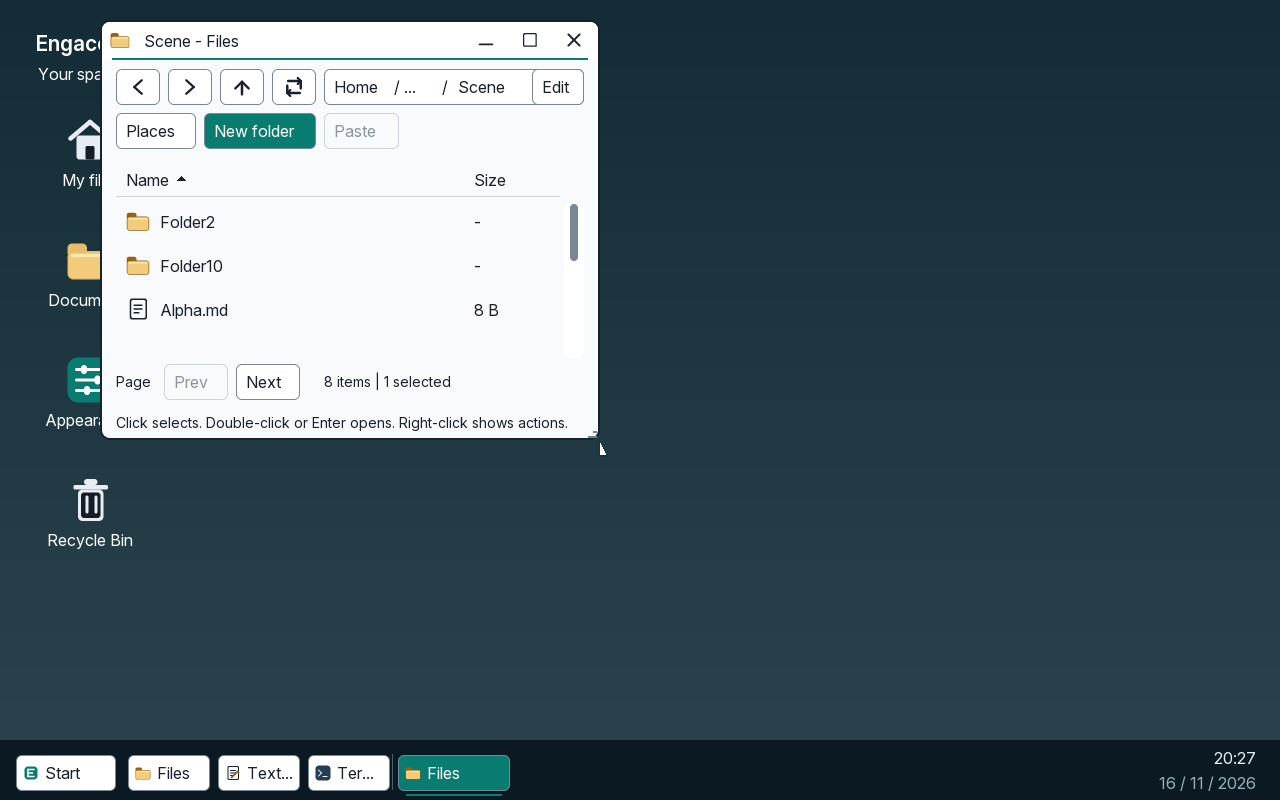 Engac
Your spa
My fil
Docum
Appear
Recycle Bin
Scene - Files
Home / ... / Scene Edit
Places New folder Paste
Name Size
Folder2 -
Folder10 -
Alpha.md 8 B
Page Prev Next 8 items | 1 selected
Click selects. Double-click or Enter opens. Right-click shows actions.
Start Files Text... Ter... Files
20:27
16 / 11 / 2026